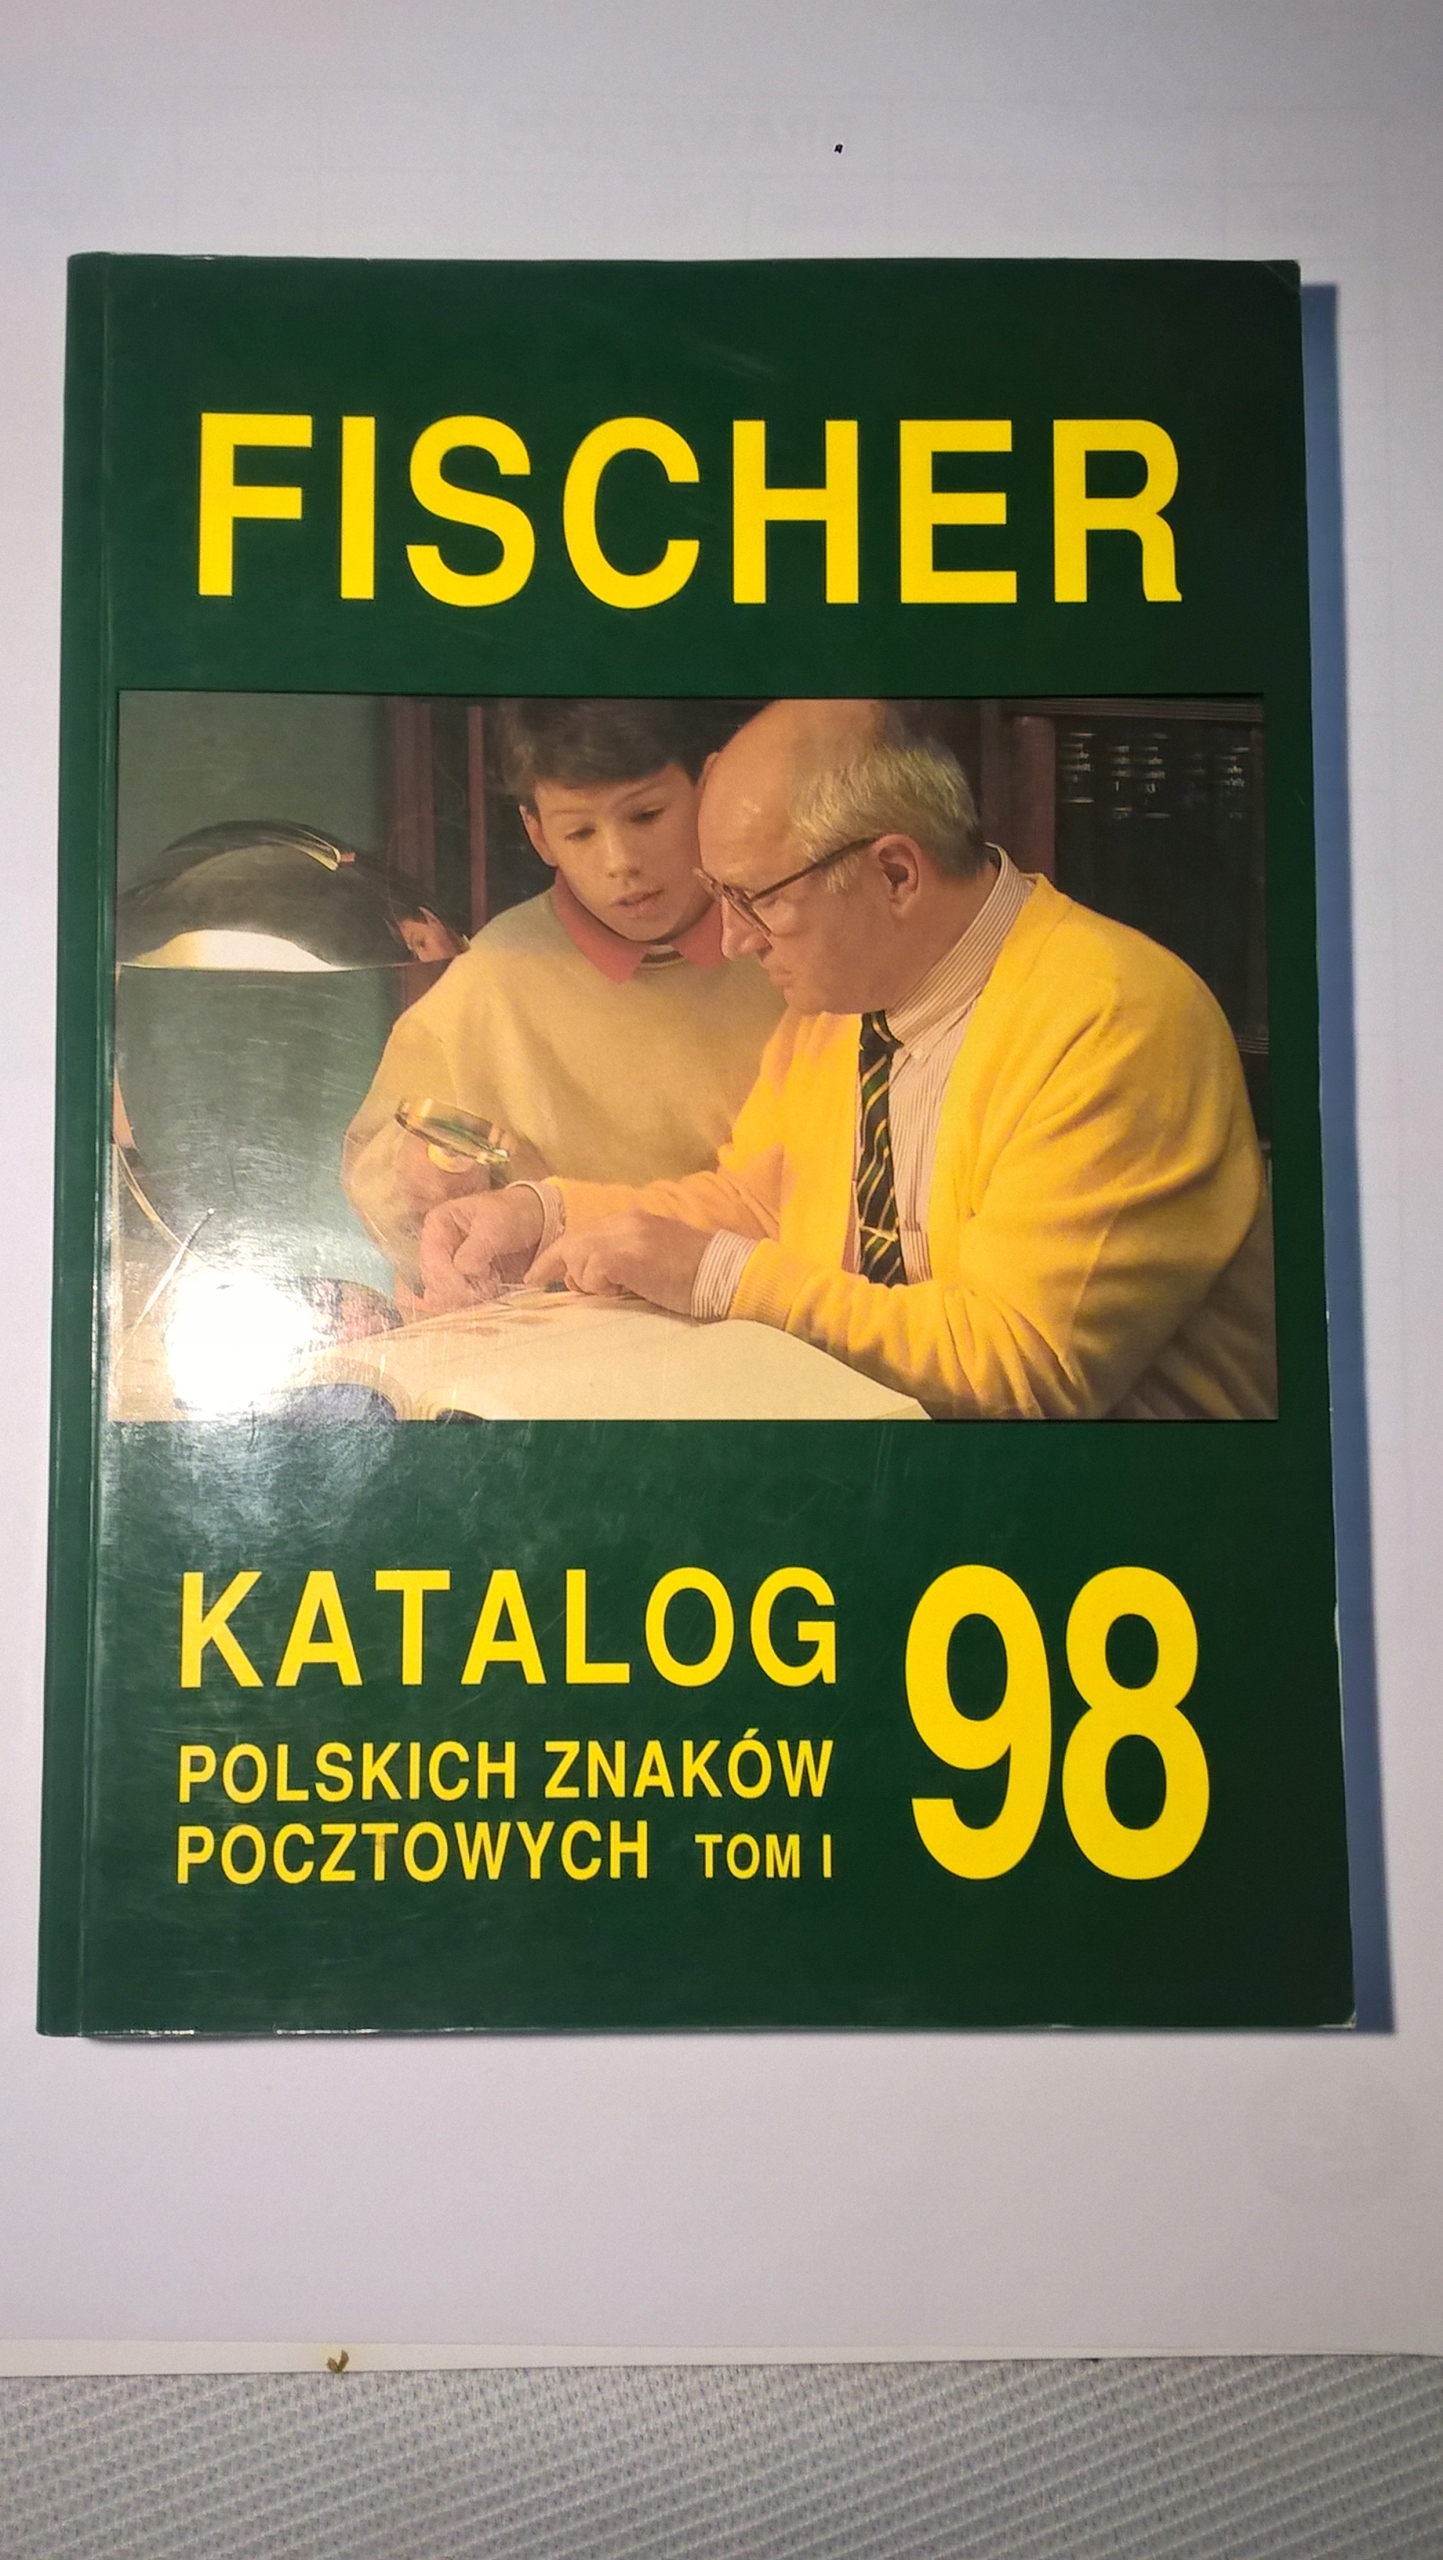 FISCHER
KATALOG 98
POLSKICH ZNAKÓW
POCZTOWYCH TOM I